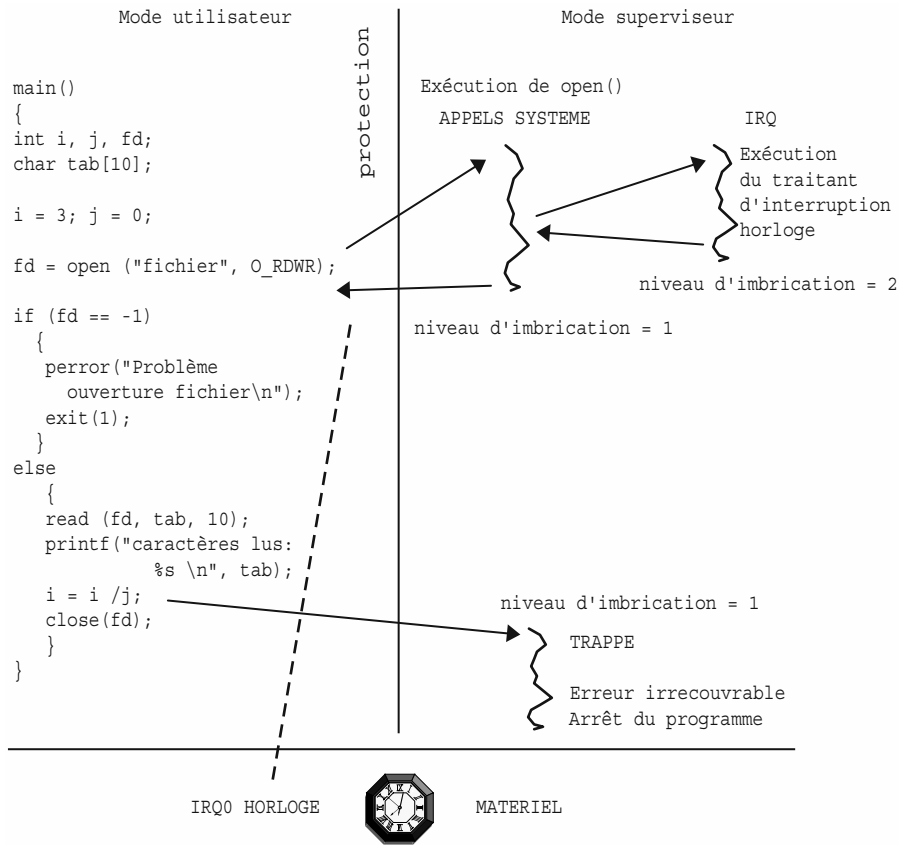 Mode utilisateur
Mode superviseur
protection
main()
{
int i, j, fd;
char tab[10];
i = 3; j = 0;
fd = open ("fichier", O_RDWR);
if (fd == -1)
{
perror("Problème
ouverture fichier\n");
exit(1);
}
else
{
read (fd, tab, 10);
printf("caractères lus:
%s \n", tab);
i = i /j;
close(fd);
}
}
Exécution de open()
APPELS SYSTEME
IRQ
Exécution
du traitant
d'interruption
horloge
niveau d'imbrication = 2
niveau d'imbrication = 1
niveau d'imbrication = 1
TRAPPE
Erreur irrecouvrable
Arrêt du programme
IRQ0 HORLOGE
MATERIEL